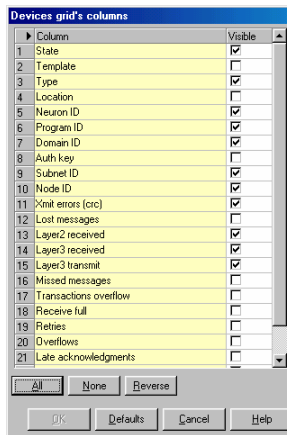 Devices grid's columns
Column Visible
1 State
2 Template
3 Type
4 Location
5 Neuron ID
6 Program ID
7 Domain ID
8 Auth key
9 Subnet ID
10 Node ID
11 Xmit errors (crc)
12 Lost messages
13 Layer2 received
14 Layer3 received
15 Layer3 transmit
16 Missed messages
17 Transactions overflow
18 Receive full
19 Retries
20 Overflows
21 Late acknowledgments
All None Reverse
OK Defaults Cancel Help